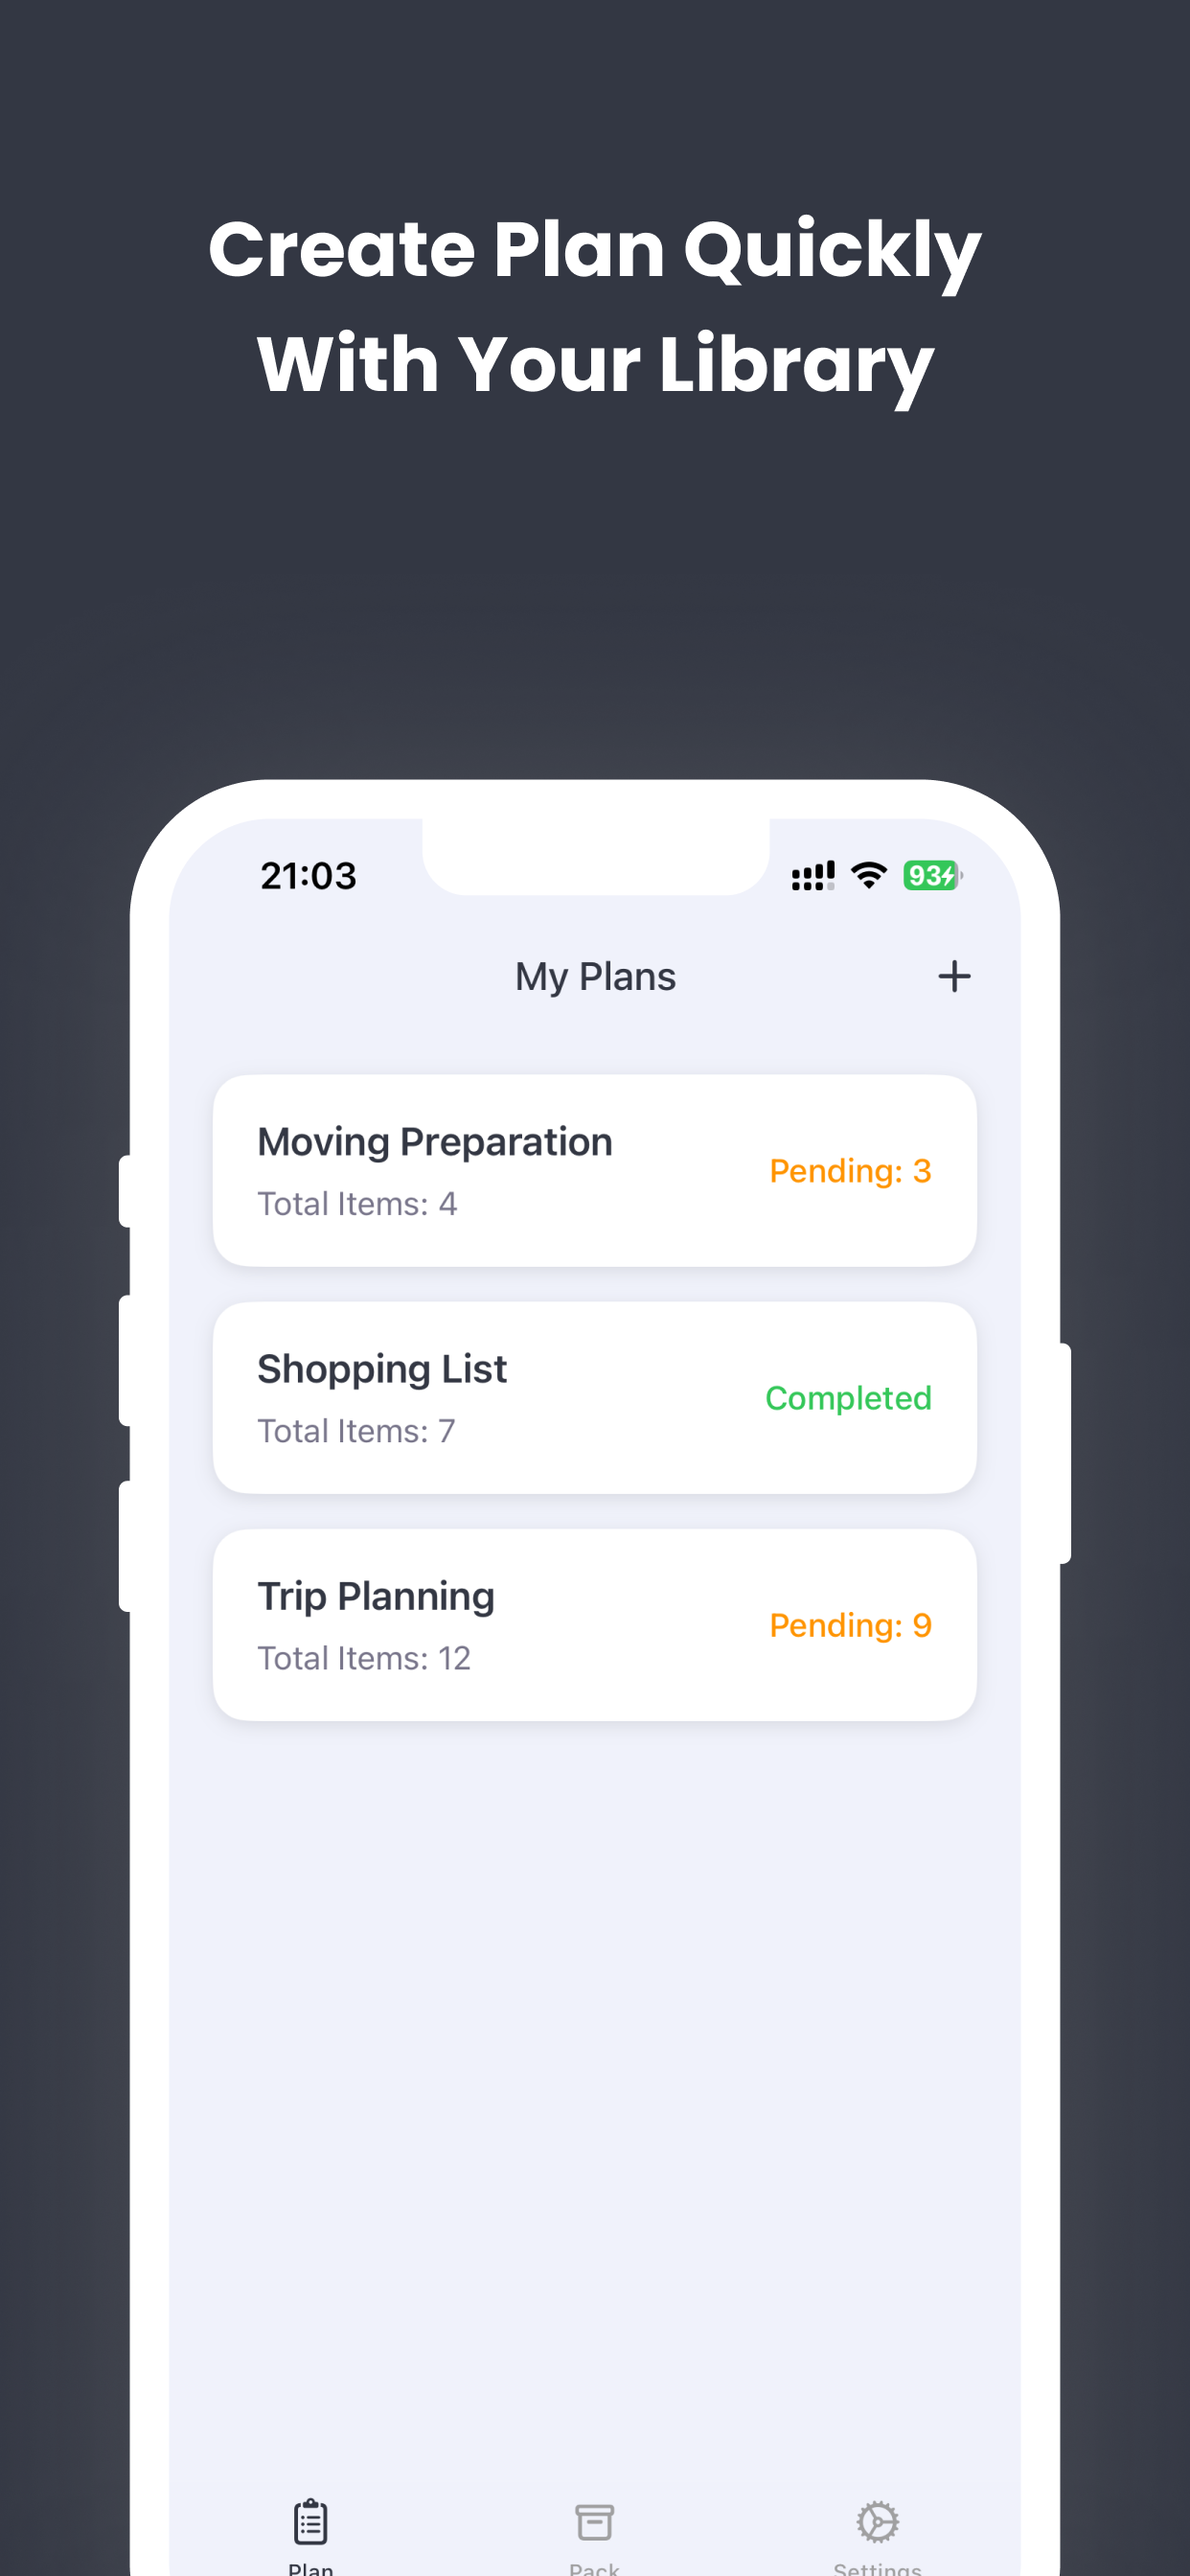 Create Plan Quickly
With Your Library
21:03
93
My Plans
Moving Preparation
Total Items: 4
Pending: 3
Shopping List
Total Items: 7
Completed
Trip Planning
Total Items: 12
Pending: 9
Plan
Pack
Settings